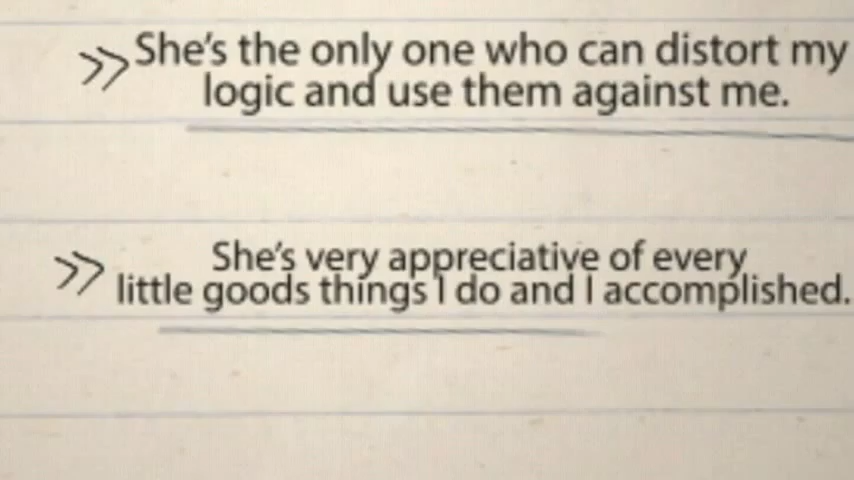 She's the only one who can distort my
logic and use them against me.
She's very appreciative of every
little goods things I do and I accomplished.